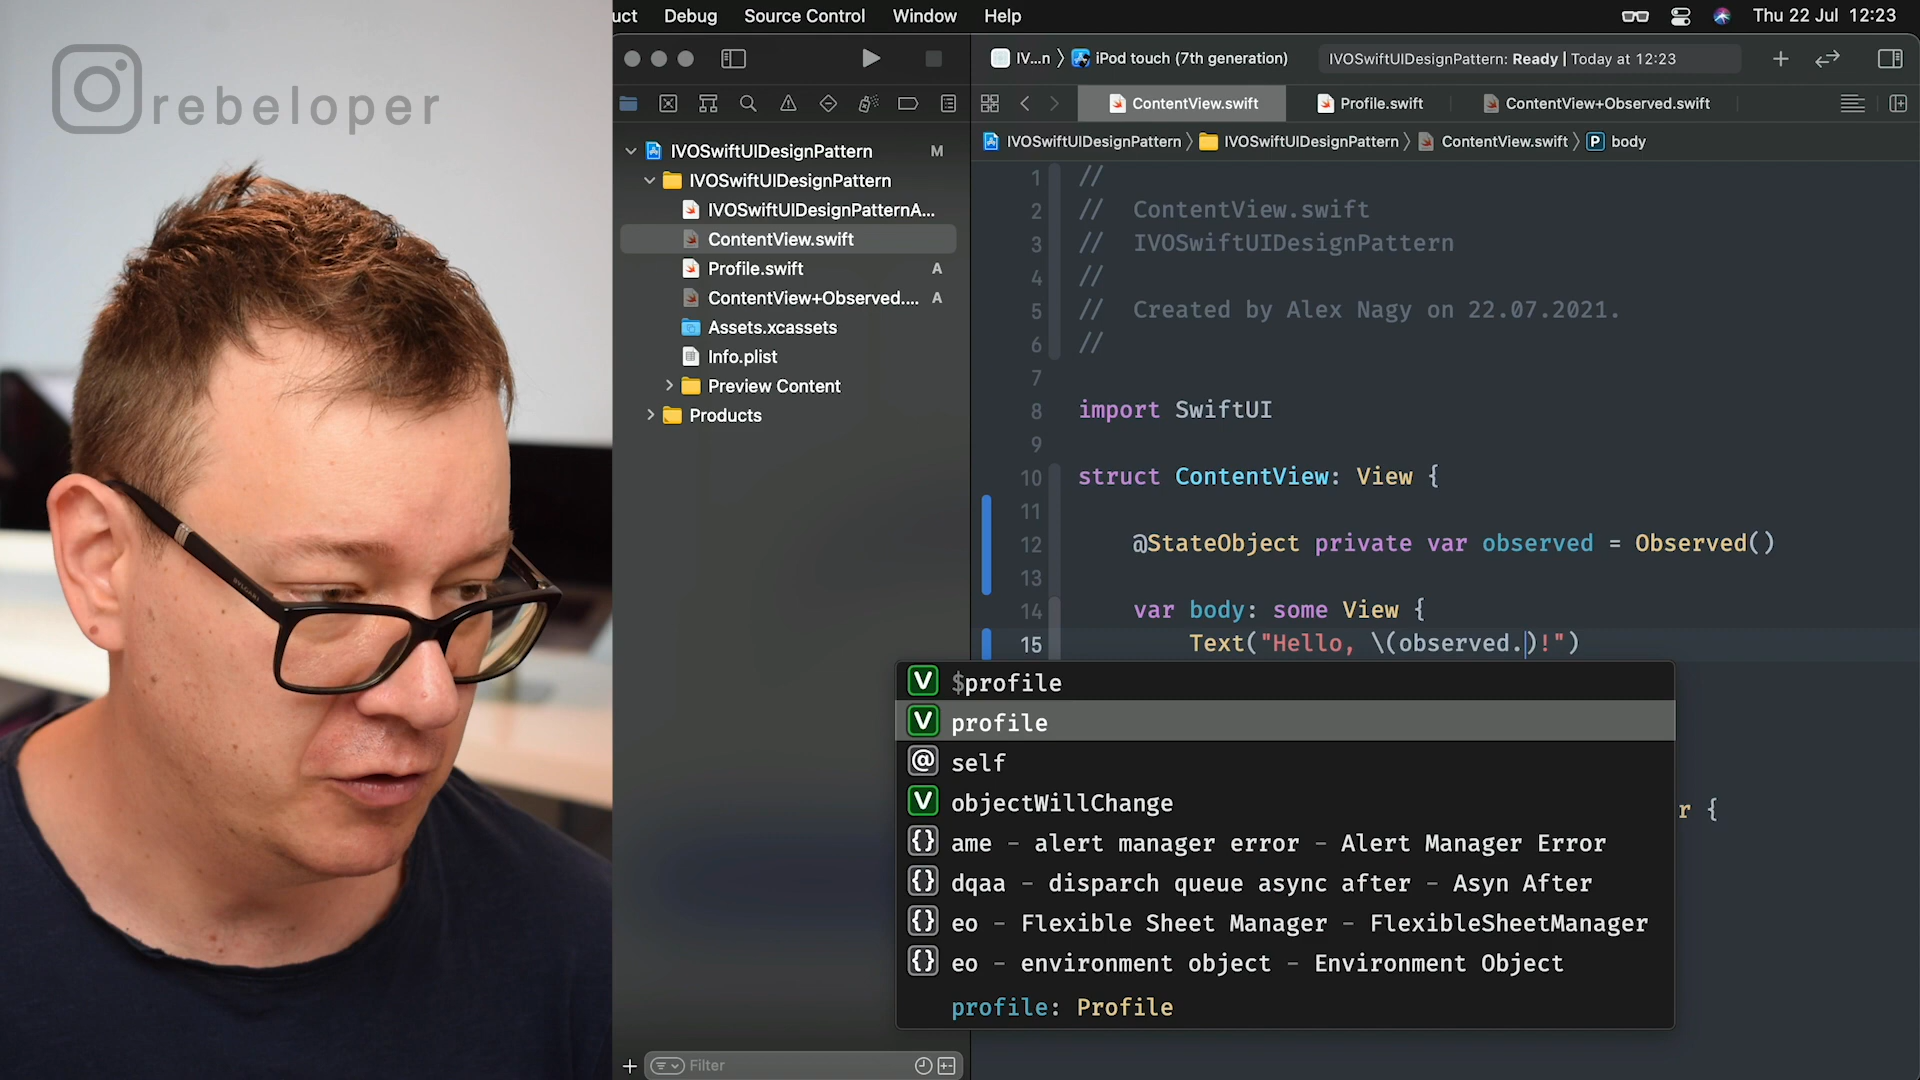 rebeloper
uct Debug Source Control Window Help Thu 22 Jul 12:23
IV...n iPod touch (7th generation) IVOSwiftUIDesignPattern: Ready | Today at 12:23
ContentView.swift Profile.swift ContentView+Observed.swift
IVOSwiftUIDesignPattern IVOSwiftUIDesignPattern ContentView.swift P body
IVOSwiftUIDesignPattern M
IVOSwiftUIDesignPattern
IVOSwiftUIDesignPatternA...
ContentView.swift
Profile.swift A
ContentView+Observed.... A
Assets.xcassets
Info.plist
Preview Content
Products
Filter
1 //
2 // ContentView.swift
3 // IVOSwiftUIDesignPattern
4 //
5 // Created by Alex Nagy on 22.07.2021.
6 //
7
8 import SwiftUI
9
10 struct ContentView: View {
11
12 @StateObject private var observed = Observed()
13
14 var body: some View {
15 Text("Hello, \(observed.)!")
r {
V $profile
V profile
@ self
V objectWillChange
{} ame - alert manager error - Alert Manager Error
{} dqaa - disparch queue async after - Asyn After
{} eo - Flexible Sheet Manager - FlexibleSheetManager
{} eo - environment object - Environment Object
profile: Profile